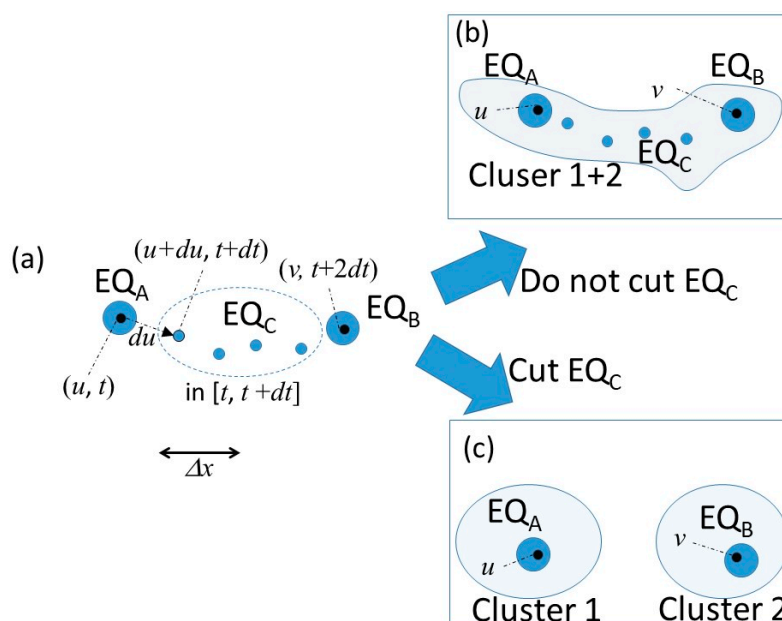 (a)
(u+du, t+dt)
(v, t+2dt)
EQA
EQC
EQB
du
(u, t)
in [t, t +dt]
Δx
Do not cut EQC
Cut EQC
(b)
EQA
EQB
u
v
EQC
Cluser 1+2
(c)
EQA
EQB
u
v
Cluster 1
Cluster 2